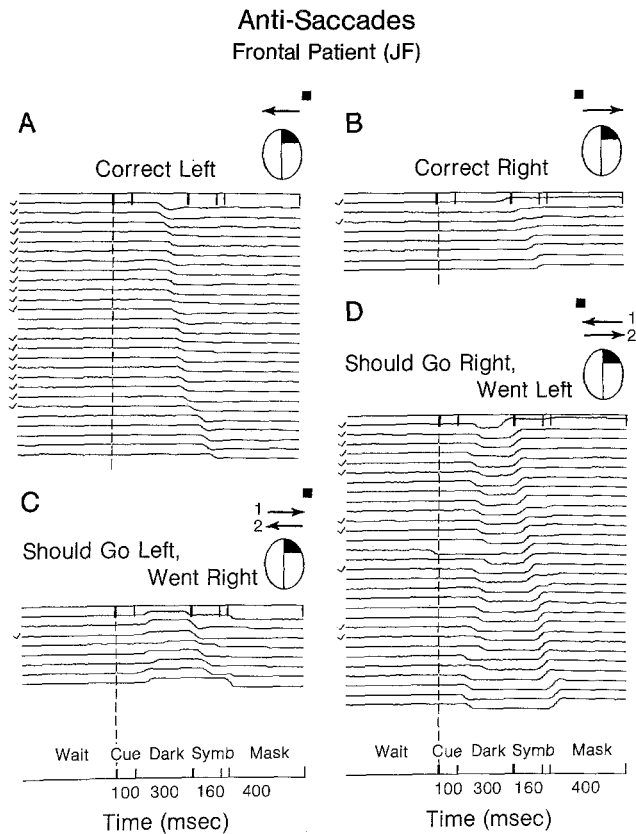 Anti-Saccades
Frontal Patient (JF)
A
Correct Left
B
Correct Right
C
1
2
Should Go Left,
Went Right
D
1
2
Should Go Right,
Went Left
Wait Cue Dark Symb Mask
100 300 160 400
Time (msec)
Wait Cue Dark Symb Mask
100 300 160 400
Time (msec)